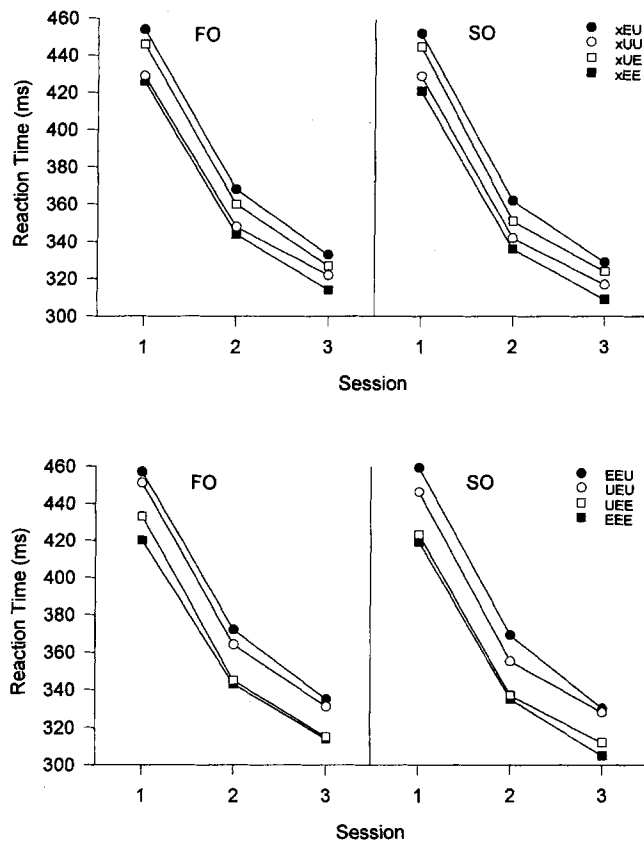 460
440
420
400
380
360
340
320
300
Reaction Time (ms)
FO
SO
xEU
xUU
xUE
xEE
1 2 3 1 2 3
Session
460
440
420
400
380
360
340
320
300
Reaction Time (ms)
FO
SO
EEU
UEU
UEE
EEE
1 2 3 1 2 3
Session